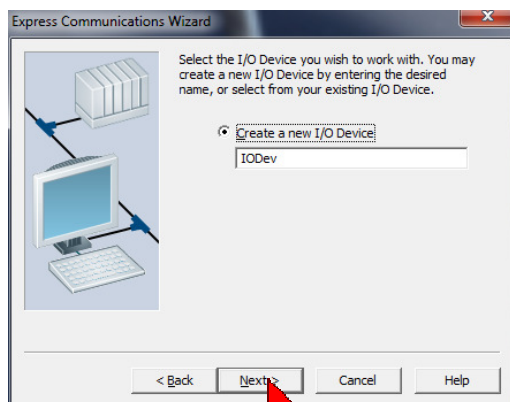 Express Communications Wizard
Select the I/O Device you wish to work with. You may
create a new I/O Device by entering the desired
name, or select from your existing I/O Device.
Create a new I/O Device
IODev
< Back
Next >
Cancel
Help